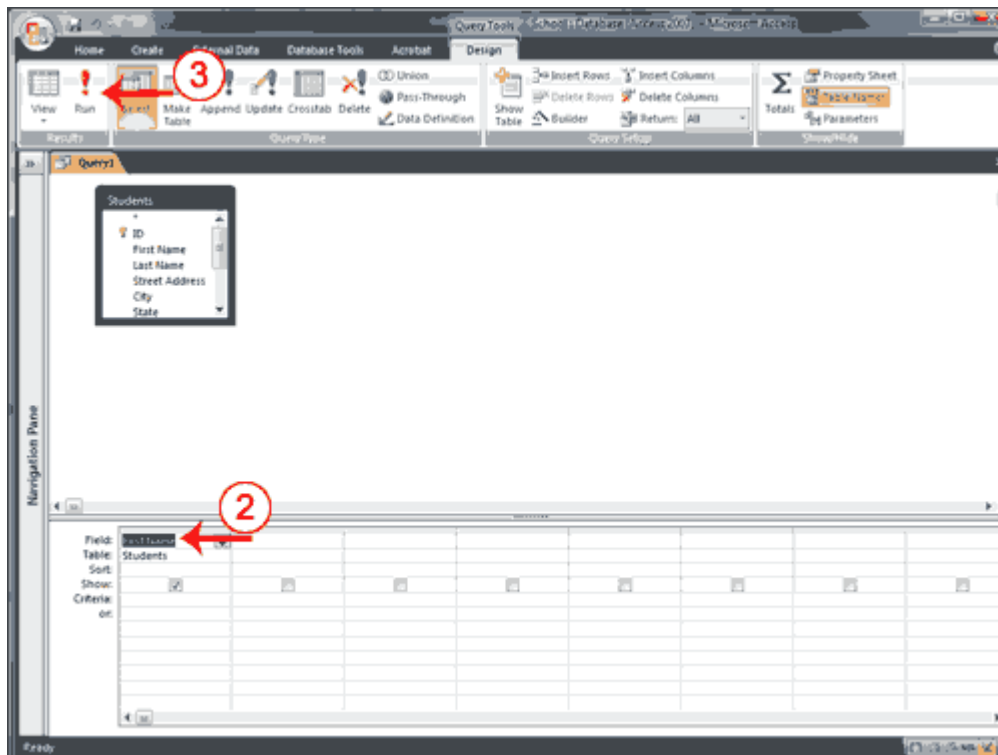 Query Tools School : Database (Access 2007) - Microsoft Access
Home Create External Data Database Tools Acrobat Design
3
View Run Select Make Table Append Update Crosstab Delete
Union
Pass-Through
Data Definition
Show Table
Insert Rows
Delete Rows
Builder
Insert Columns
Delete Columns
Return: All
Totals
Property Sheet
Table Names
Parameters
Results Query Type Query Setup Show/Hide
Query1
Students
*
ID
First Name
Last Name
Street Address
City
State
Navigation Pane
2
Field: First Name
Table: Students
Sort:
Show:
Criteria:
or:
Ready